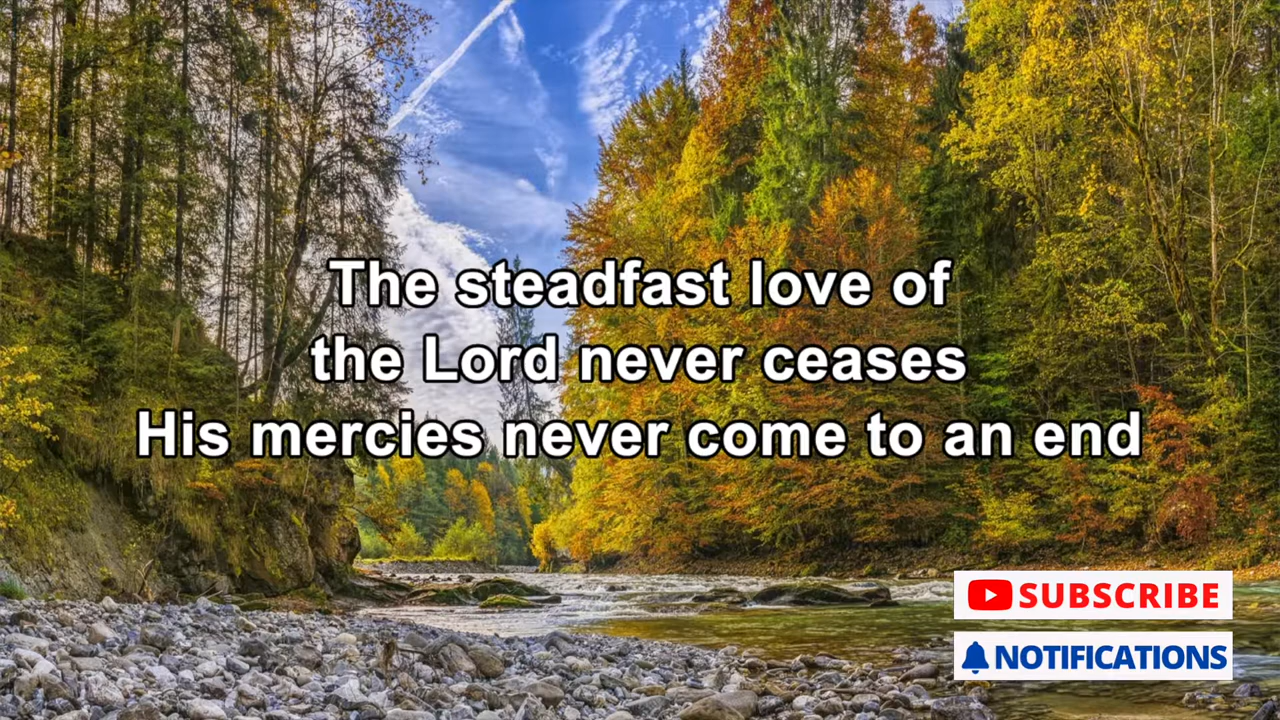 The steadfast love of
the Lord never ceases
His mercies never come to an end
SUBSCRIBE
NOTIFICATIONS